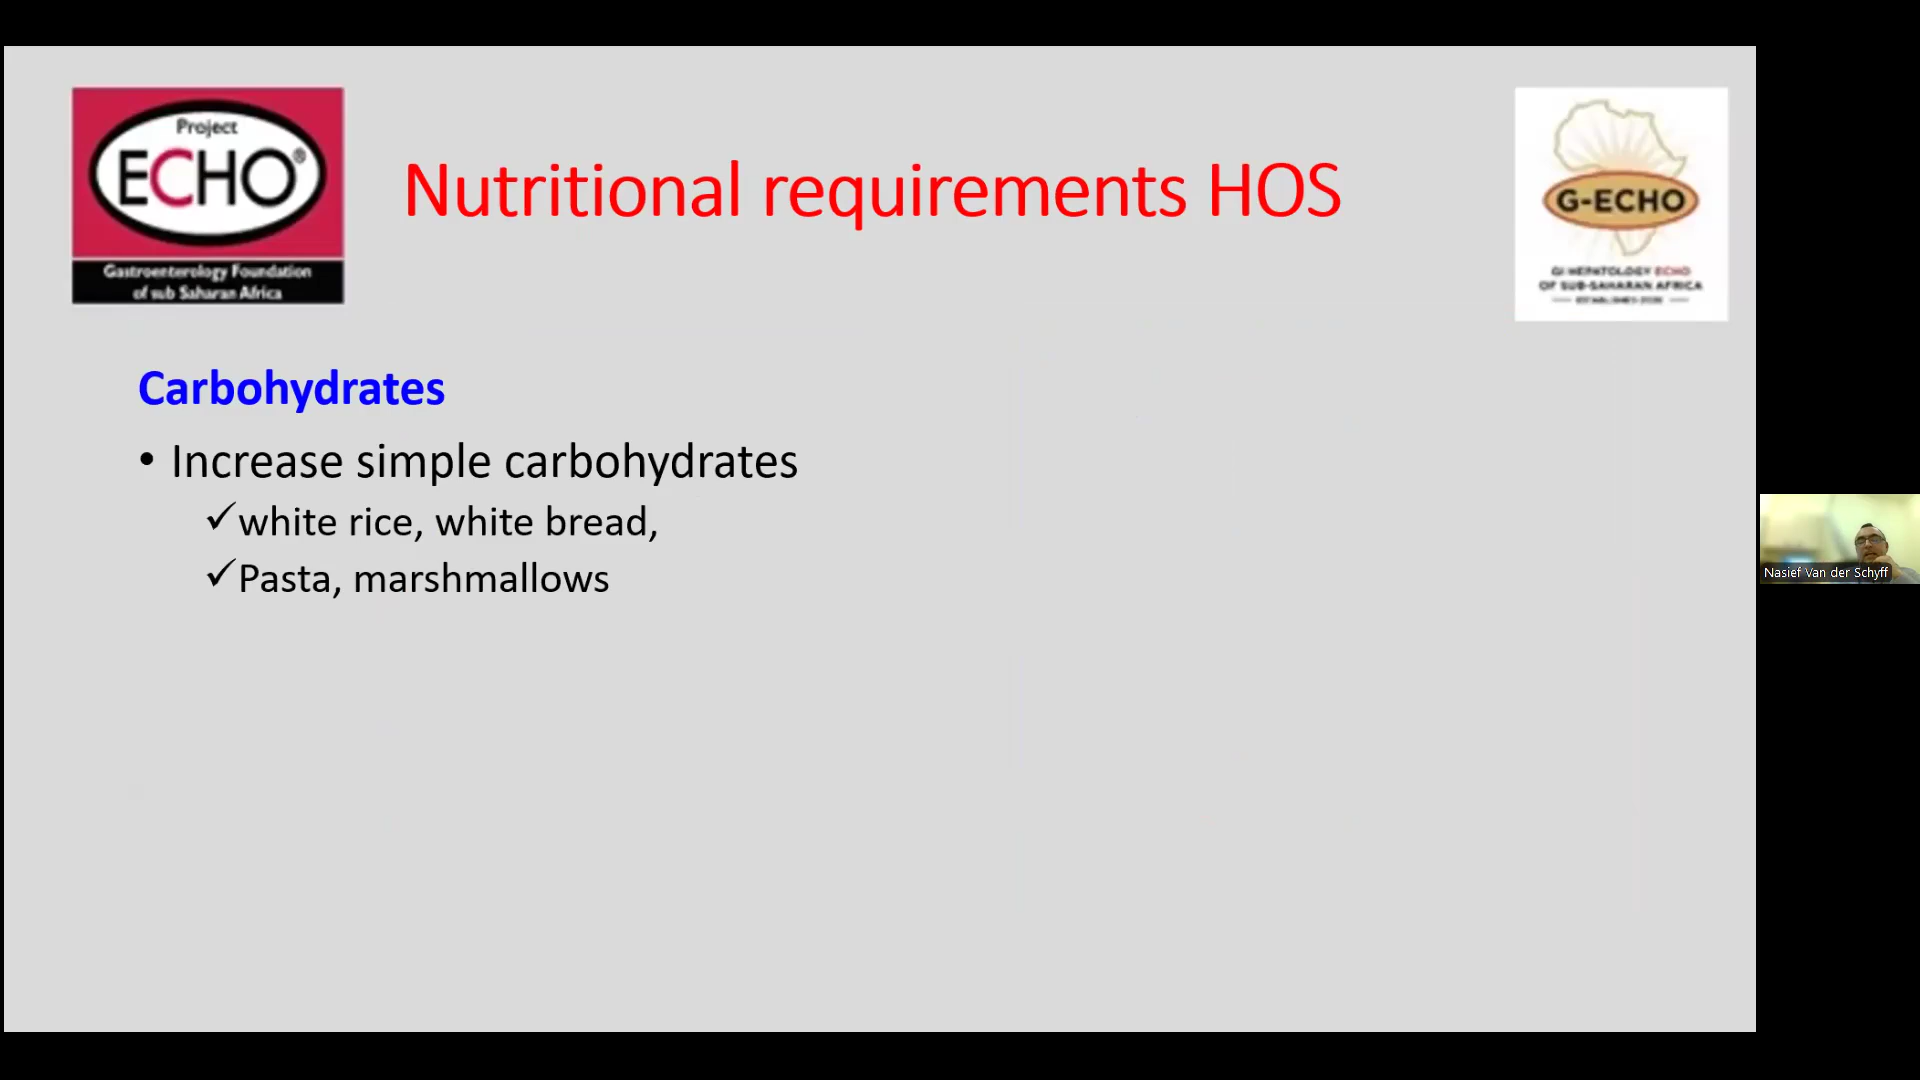 Project
ECHO®
Gastroenterology Foundation
of sub Saharan Africa
Nutritional requirements HOS
G-ECHO
GI HEPATOLOGY ECHO
OF SUB-SAHARAN AFRICA
Carbohydrates
• Increase simple carbohydrates
✓white rice, white bread,
✓Pasta, marshmallows
Nasief Van der Schyff